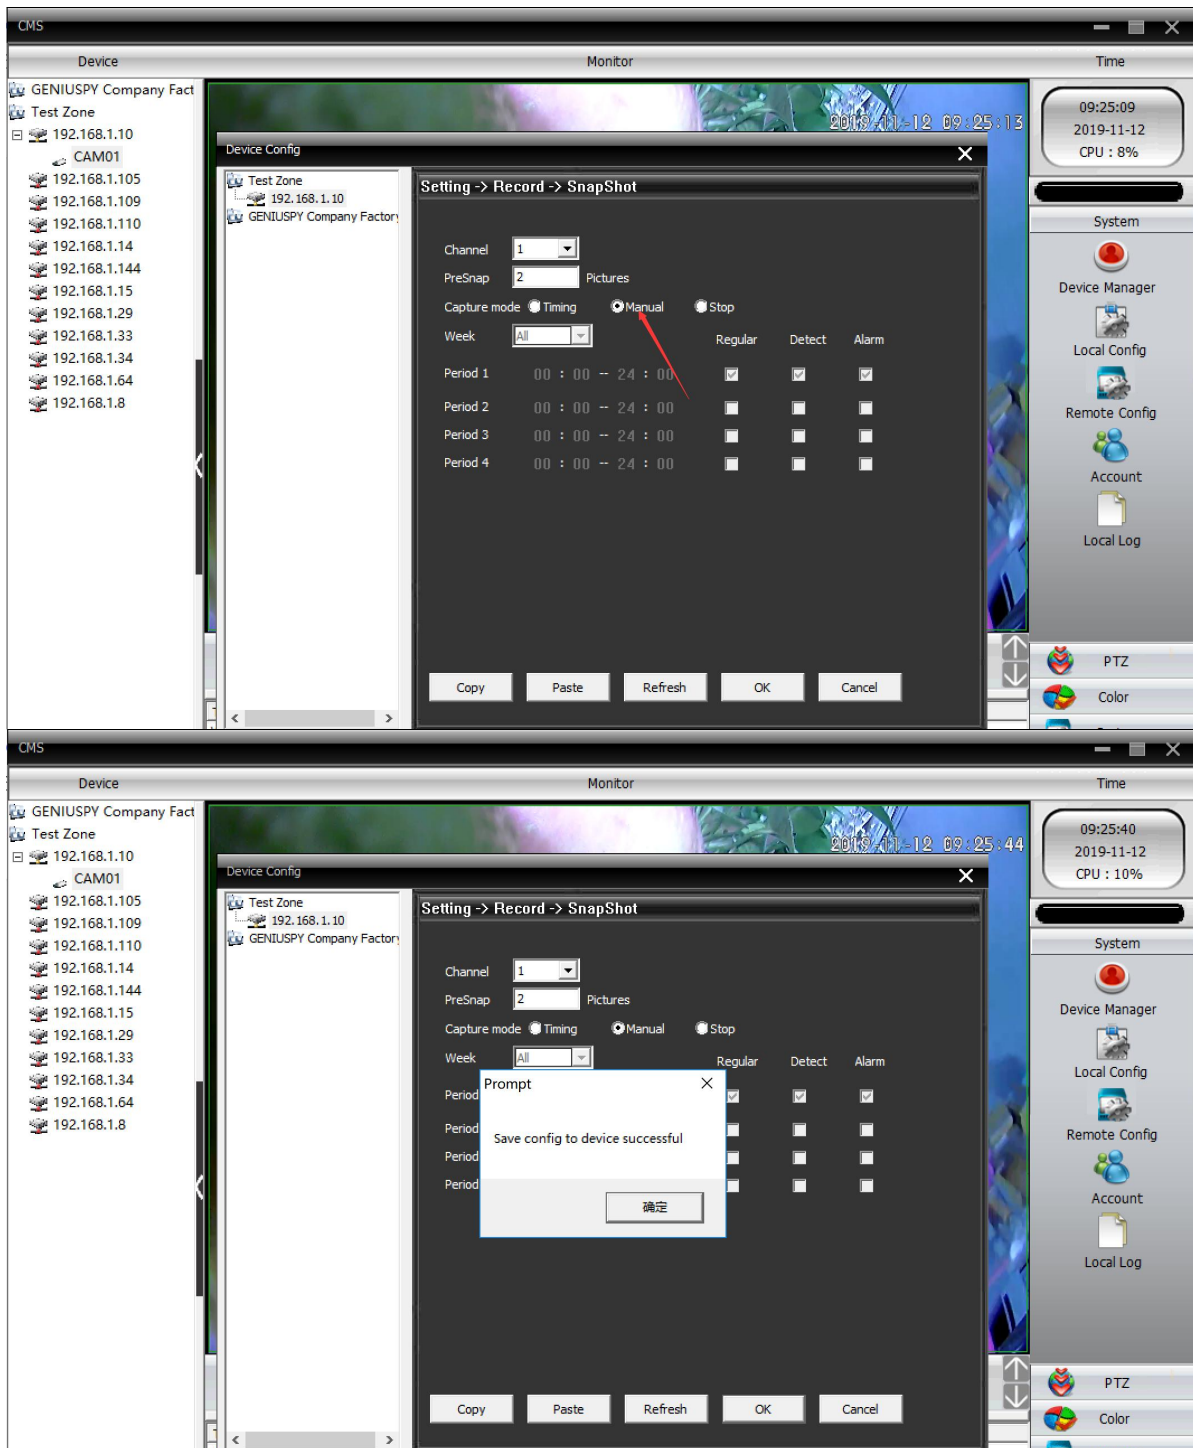 CMS
Device Monitor Time
GENIUSPY Company Fact
Test Zone
192.168.1.10
CAM01
192.168.1.105
192.168.1.109
192.168.1.110
192.168.1.14
192.168.1.144
192.168.1.15
192.168.1.29
192.168.1.33
192.168.1.34
192.168.1.64
192.168.1.8
2019-11-12 09:25:13
Device Config
Test Zone
192.168.1.10
GENIUSPY Company Factory
Setting -> Record -> SnapShot
Channel 1
PreSnap 2 Pictures
Capture mode Timing Manual Stop
Week All Regular Detect Alarm
Period 1 00 : 00 -- 24 : 00
Period 2 00 : 00 -- 24 : 00
Period 3 00 : 00 -- 24 : 00
Period 4 00 : 00 -- 24 : 00
Copy Paste Refresh OK Cancel
09:25:09
2019-11-12
CPU : 8%
System
Device Manager
Local Config
Remote Config
Account
Local Log
PTZ
Color
CMS
Device Monitor Time
GENIUSPY Company Fact
Test Zone
192.168.1.10
CAM01
192.168.1.105
192.168.1.109
192.168.1.110
192.168.1.14
192.168.1.144
192.168.1.15
192.168.1.29
192.168.1.33
192.168.1.34
192.168.1.64
192.168.1.8
2019-11-12 09:25:44
Device Config
Test Zone
192.168.1.10
GENIUSPY Company Factory
Setting -> Record -> SnapShot
Channel 1
PreSnap 2 Pictures
Capture mode Timing Manual Stop
Week All Regular Detect Alarm
Period
Period
Period
Period
Prompt
Save config to device successful
确定
Copy Paste Refresh OK Cancel
09:25:40
2019-11-12
CPU : 10%
System
Device Manager
Local Config
Remote Config
Account
Local Log
PTZ
Color